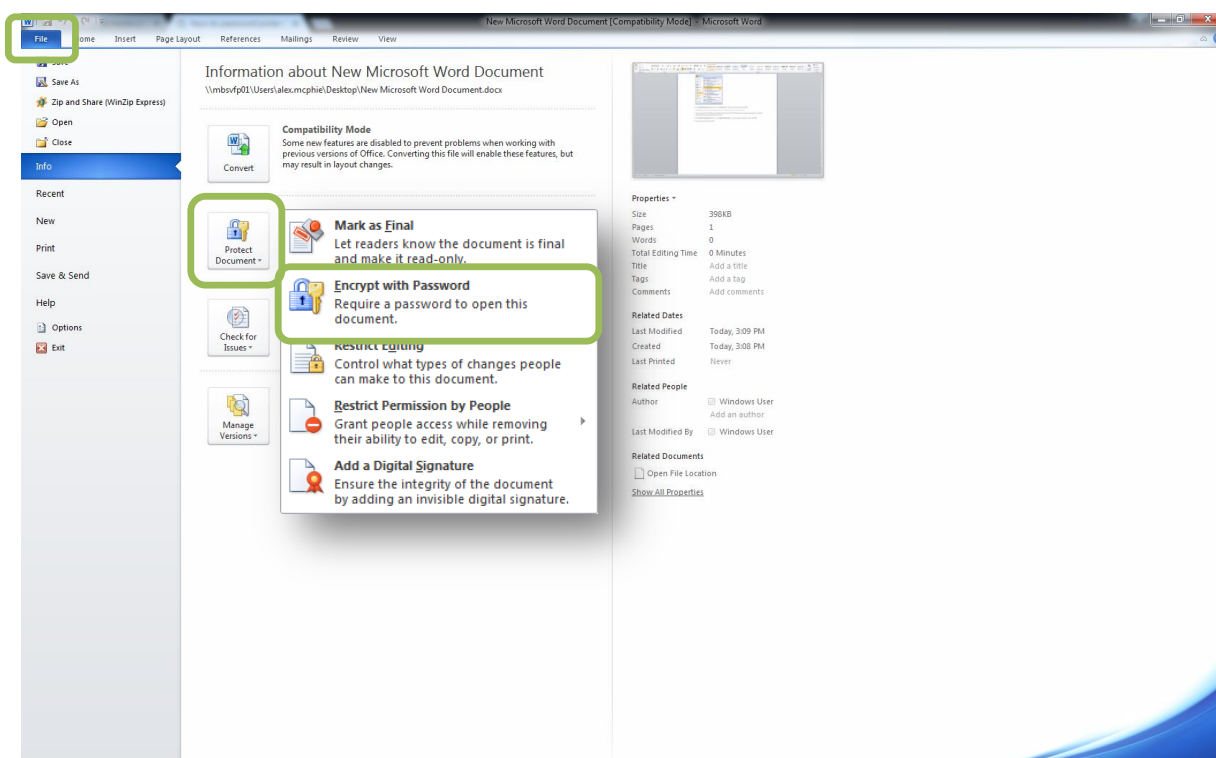 New Microsoft Word Document [Compatibility Mode] - Microsoft Word
File
Insert
Page Layout
References
Mailings
Review
View
Zip and Share (WinZip Express)
Open
Close
Info
Recent
New
Print
Save & Send
Help
Options
Exit
Information about New Microsoft Word Document
\\mbsvfp01\Users\alex.mcphie\Desktop\New Microsoft Word Document.docx
Convert
Compatibility Mode
Some new features are disabled to prevent problems when working with
previous versions of Office. Converting this file will enable these features, but
may result in layout changes.
Protect
Document
Mark as Final
Let readers know the document is final
and make it read-only.
Encrypt with Password
Require a password to open this
document.
Check for
Issues
Restrict Editing
Control what types of changes people
can make to this document.
Manage
Versions
Restrict Permission by People
Grant people access while removing
their ability to edit, copy, or print.
Add a Digital Signature
Ensure the integrity of the document
by adding an invisible digital signature.
Properties
Size 398KB
Pages 1
Words 0
Total Editing Time 0 Minutes
Title Add a title
Tags Add a tag
Comments Add comments
Related Dates
Last Modified Today, 3:09 PM
Created Today, 3:08 PM
Last Printed Never
Related People
Author Windows User
Add an author
Last Modified By Windows User
Related Documents
Open File Location
Show All Properties